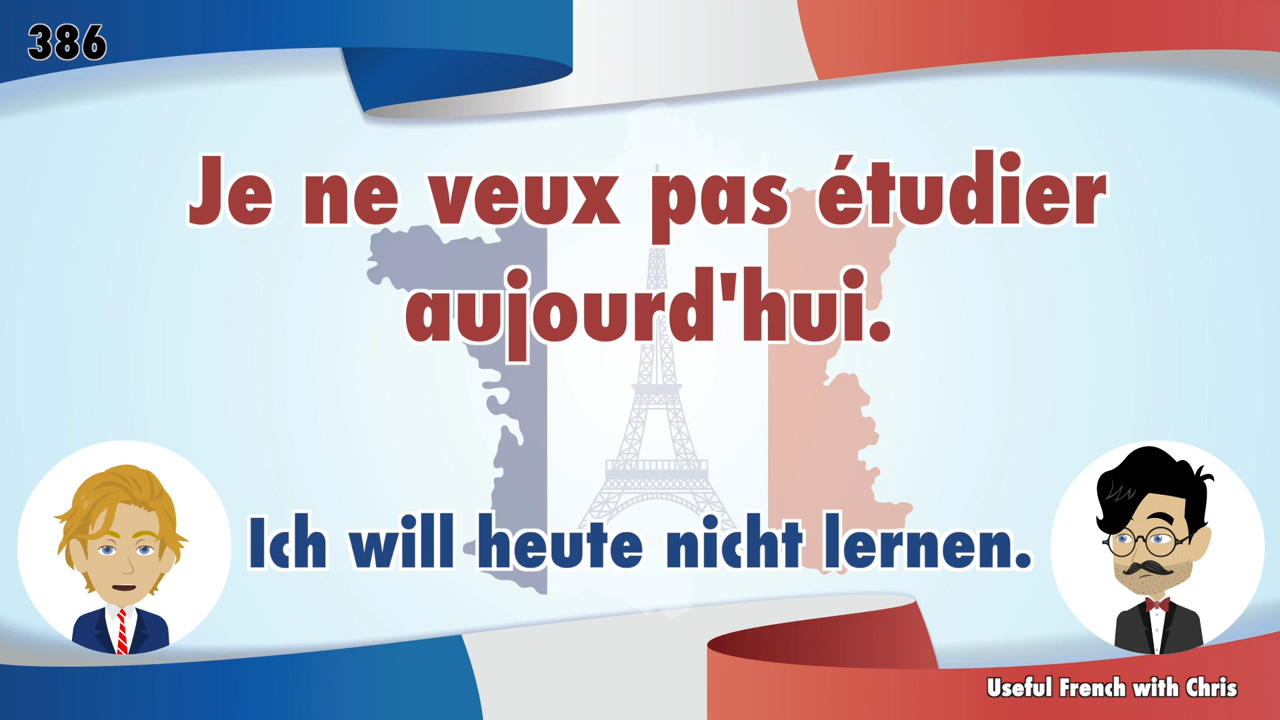 386
Je ne veux pas étudier
aujourd'hui.
Ich will heute nicht lernen.
Useful French with Chris